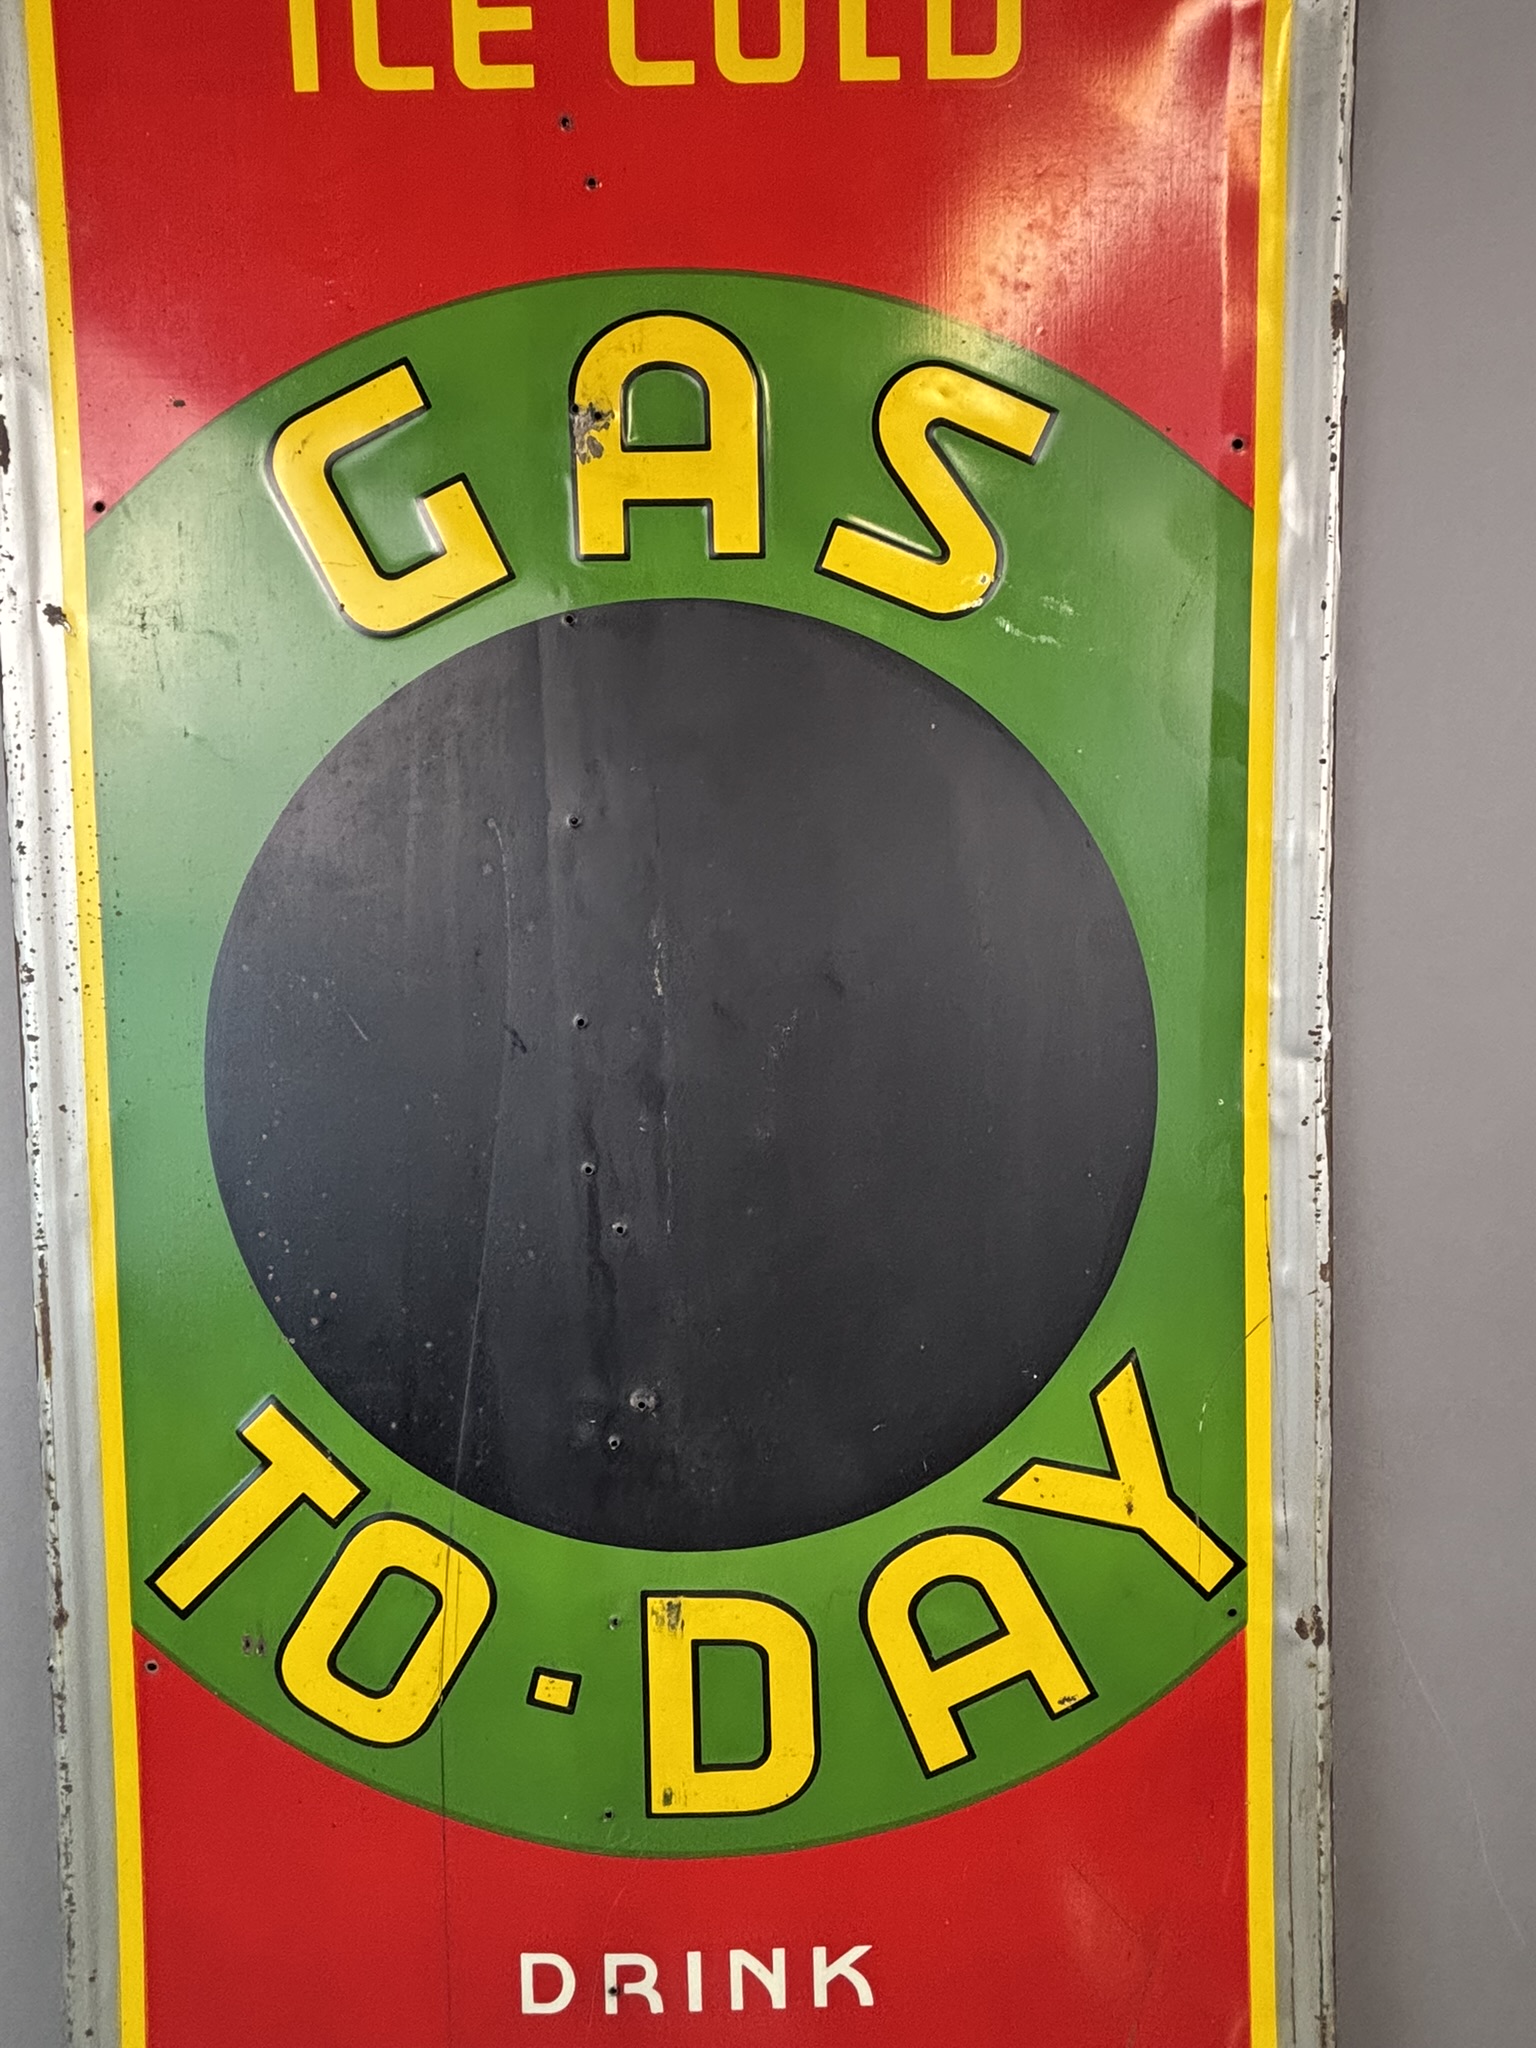 ICE COLD
GAS
TO-DAY
DRINK